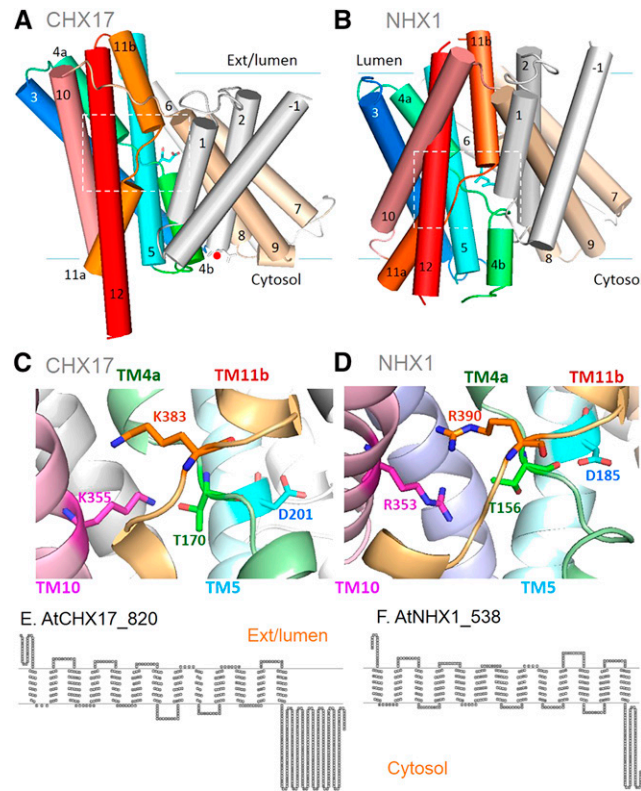 A CHX17
B NHX1
4a
11b
Ext/lumen
3
10
6
2
-1
1
7
5
8
9
4b
Cytosol
11a
12
11b
Lumen
4a
2
-1
3
1
6
10
7
5
9
4b
8
11a
12
Cytoso
C CHX17
TM4a
TM11b
K383
K355
D201
T170
TM10
TM5
D NHX1
TM4a
TM11b
R390
D185
R353
T156
TM10
TM5
E. AtCHX17_820
Ext/lumen
F. AtNHX1_538
Cytosol